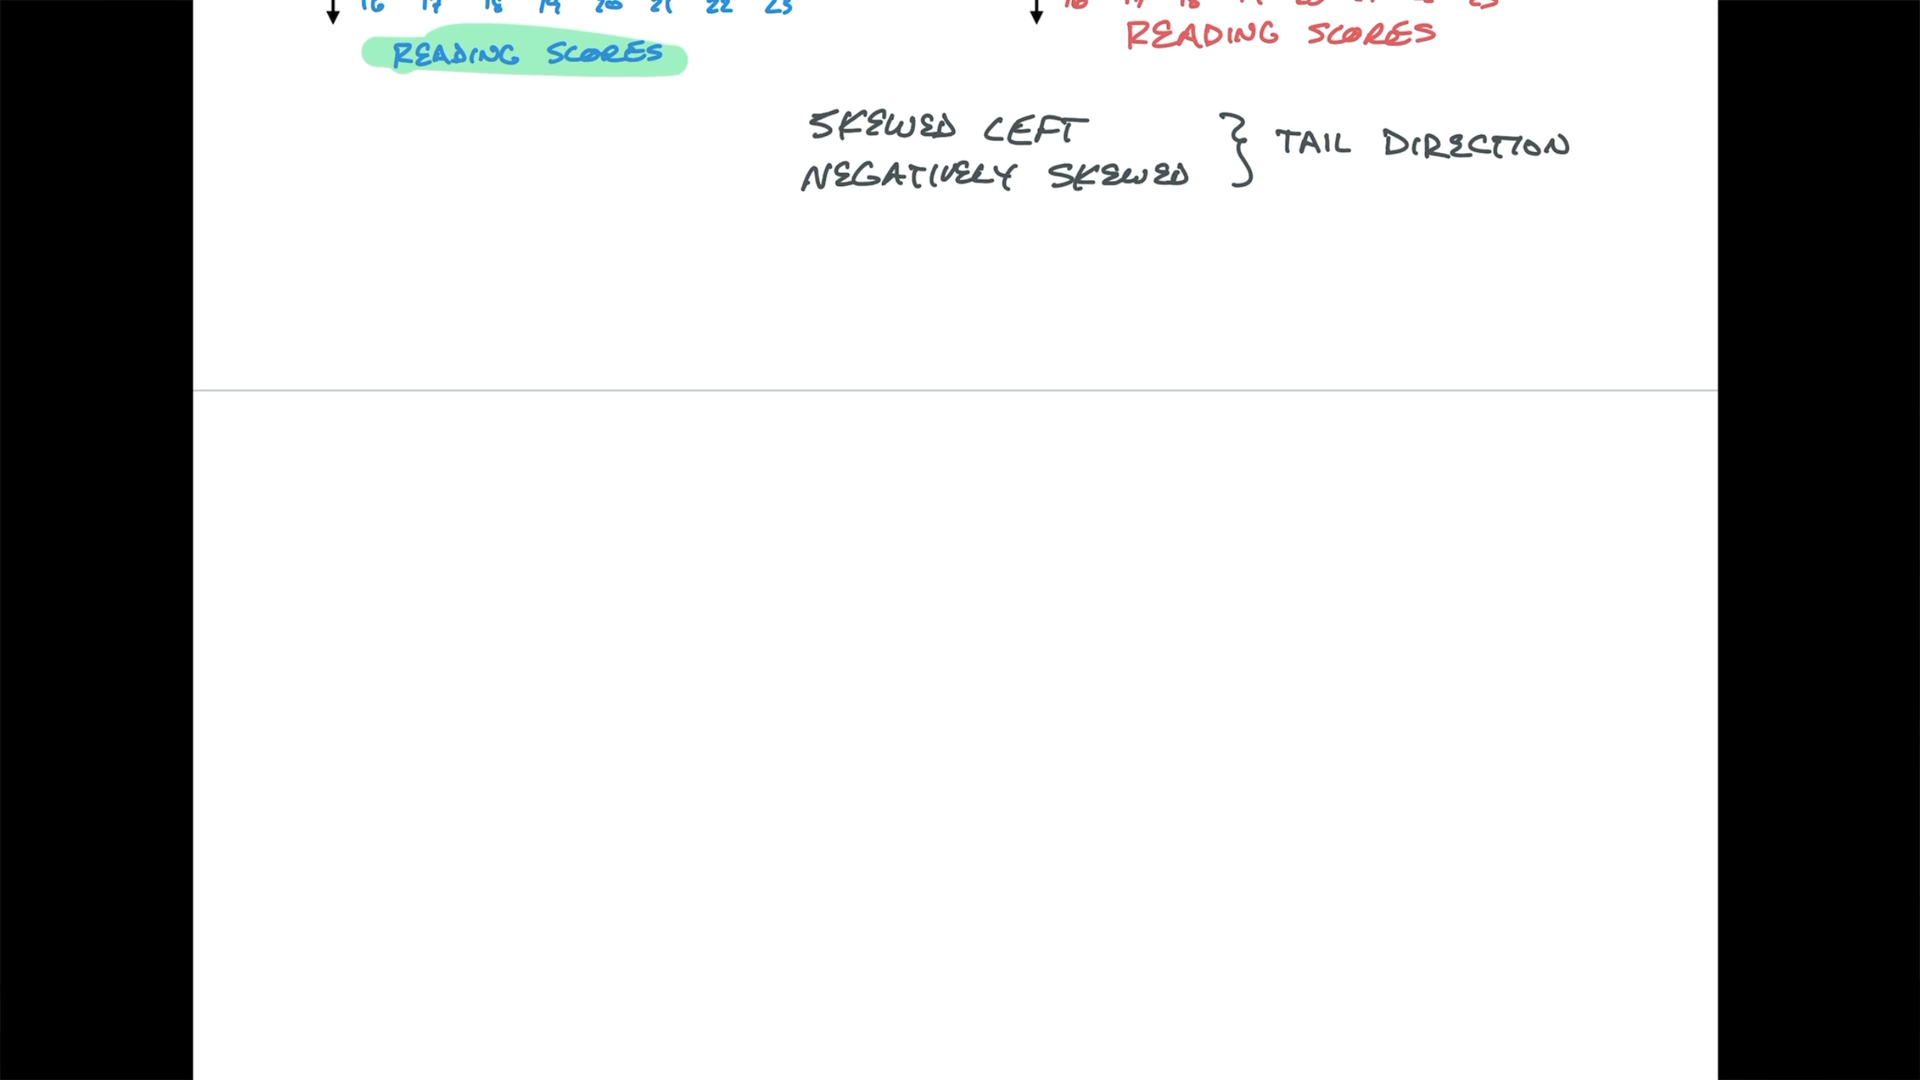 16 17 18 19 20 21 22 23
READING SCORES
READING SCORES
SKEWED LEFT
NEGATIVELY SKEWED
TAIL DIRECTION